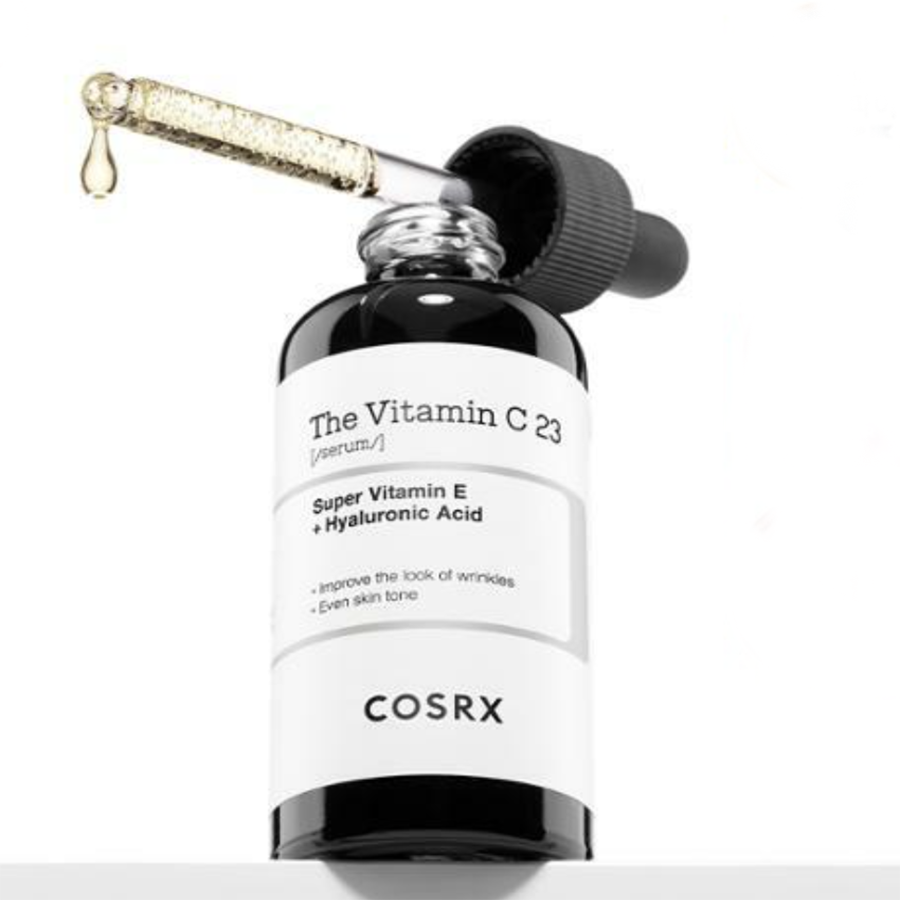 The Vitamin C 23
[/serum/]
Super Vitamin E
+ Hyaluronic Acid
• Improve the look of wrinkles
• Even skin tone
COSRX